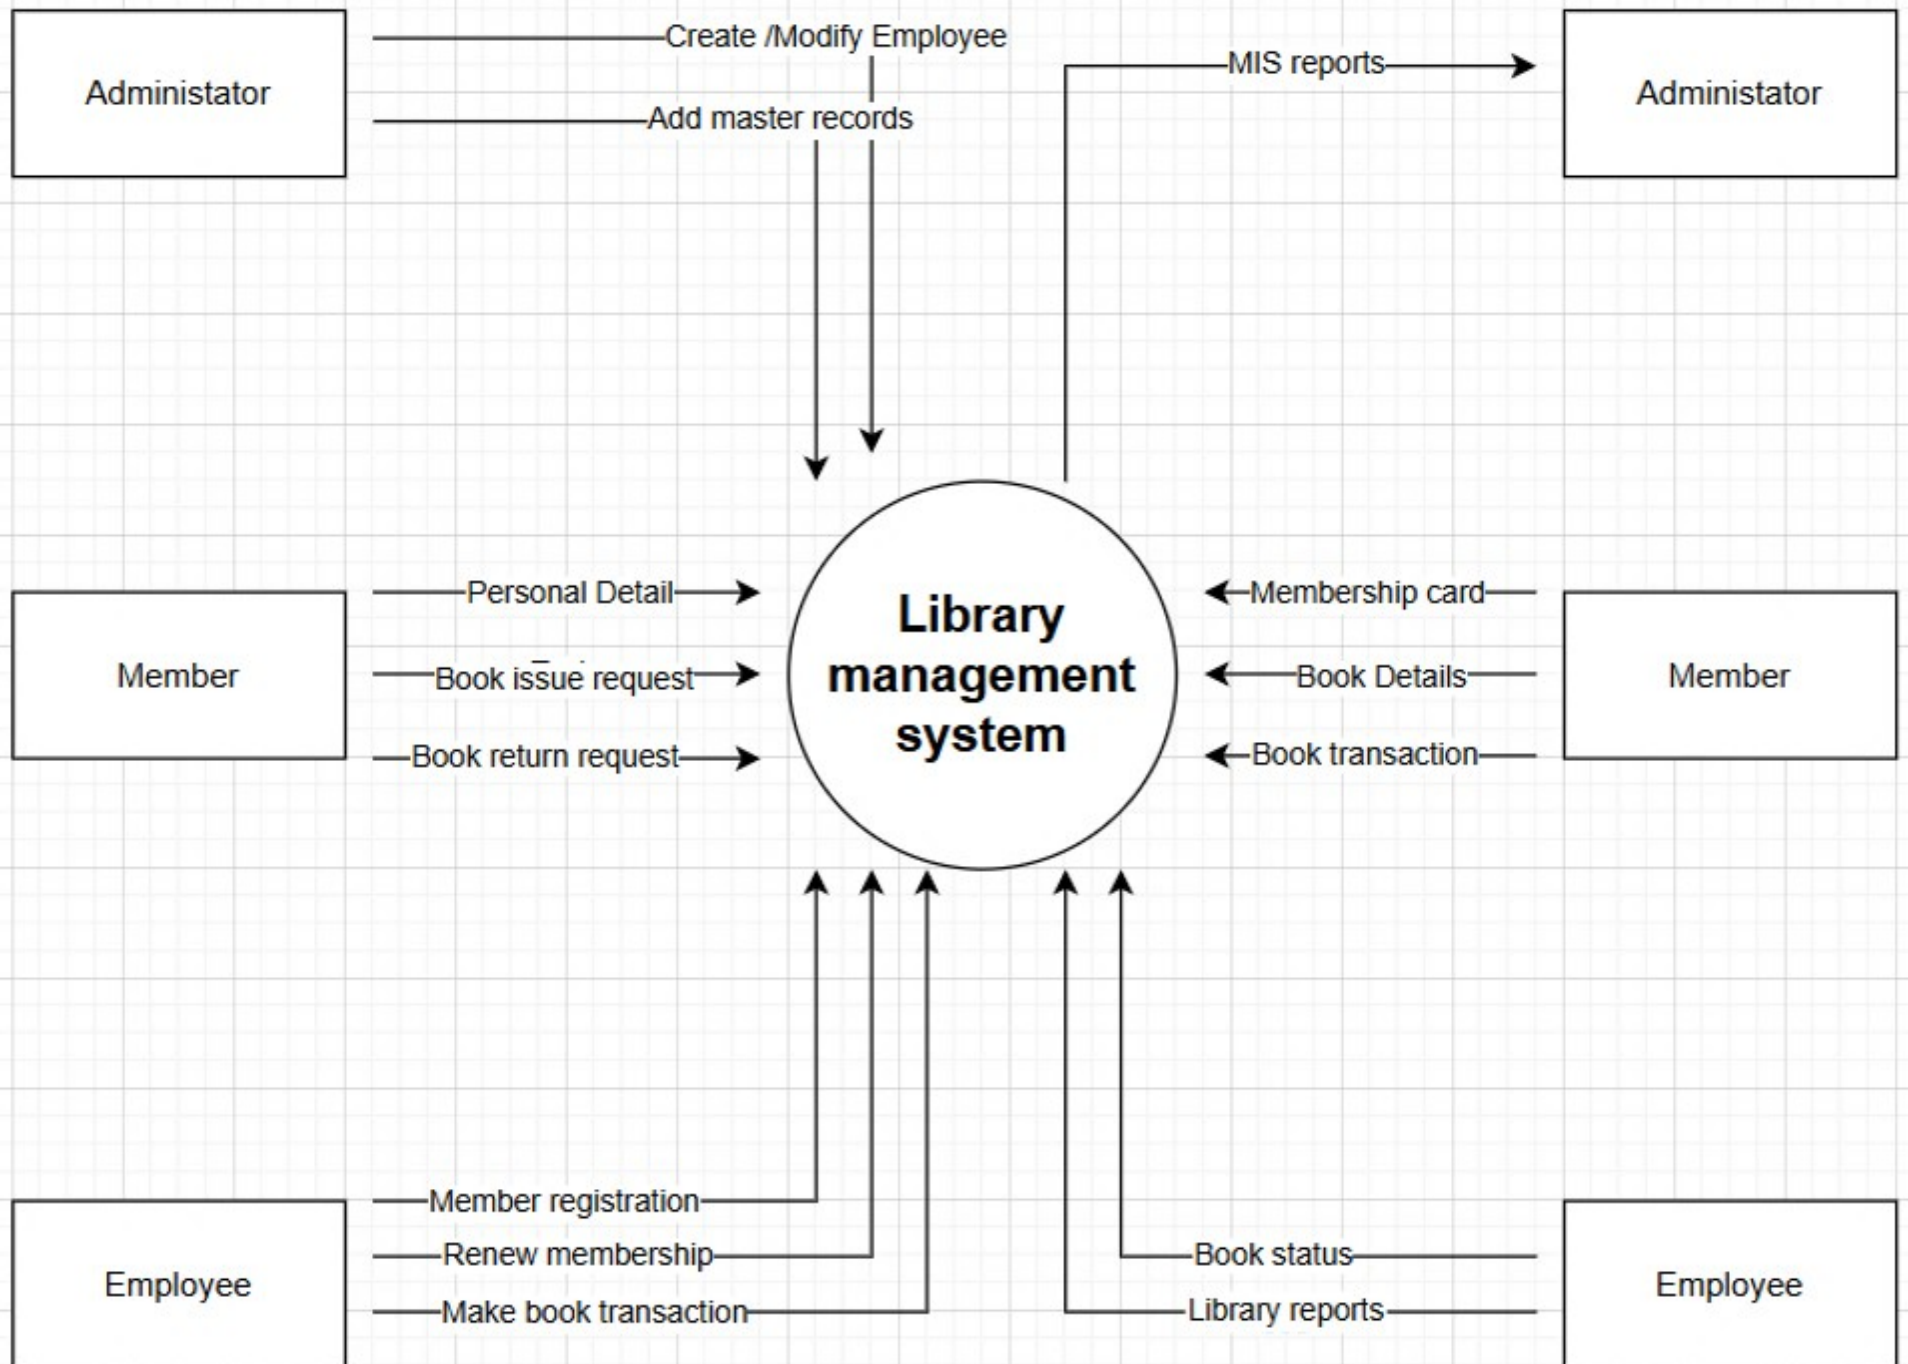 Create /Modify Employee
MIS reports
Administator
Administator
Add master records
Personal Detail
Membership card
Library
management
system
Member
Book issue request
Book Details
Member
Book return request
Book transaction
Member registration
Renew membership
Book status
Employee
Employee
Make book transaction
Library reports